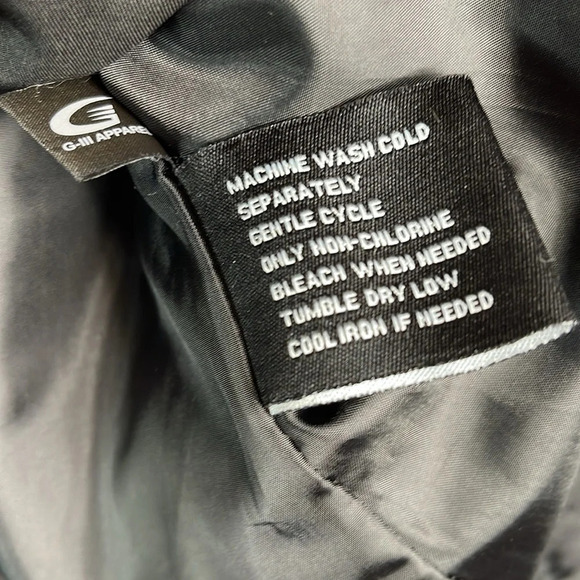 G-III APPAREL
MACHINE WASH COLD
SEPARATELY
GENTLE CYCLE
ONLY NON-CHLORINE
BLEACH WHEN NEEDED
TUMBLE DRY LOW
COOL IRON IF NEEDED